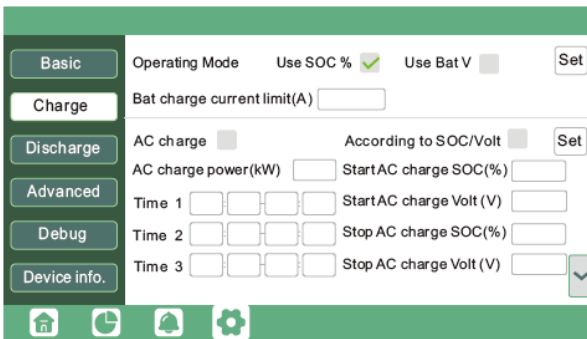 Basic
Charge
Discharge
Advanced
Debug
Device info.
Operating Mode Use SOC % Use Bat V Set
Bat charge current limit(A)
AC charge According to SOC/Volt Set
AC charge power(kW) Start AC charge SOC(%)
Time 1 Start AC charge Volt (V)
Time 2 Stop AC charge SOC(%)
Time 3 Stop AC charge Volt (V)